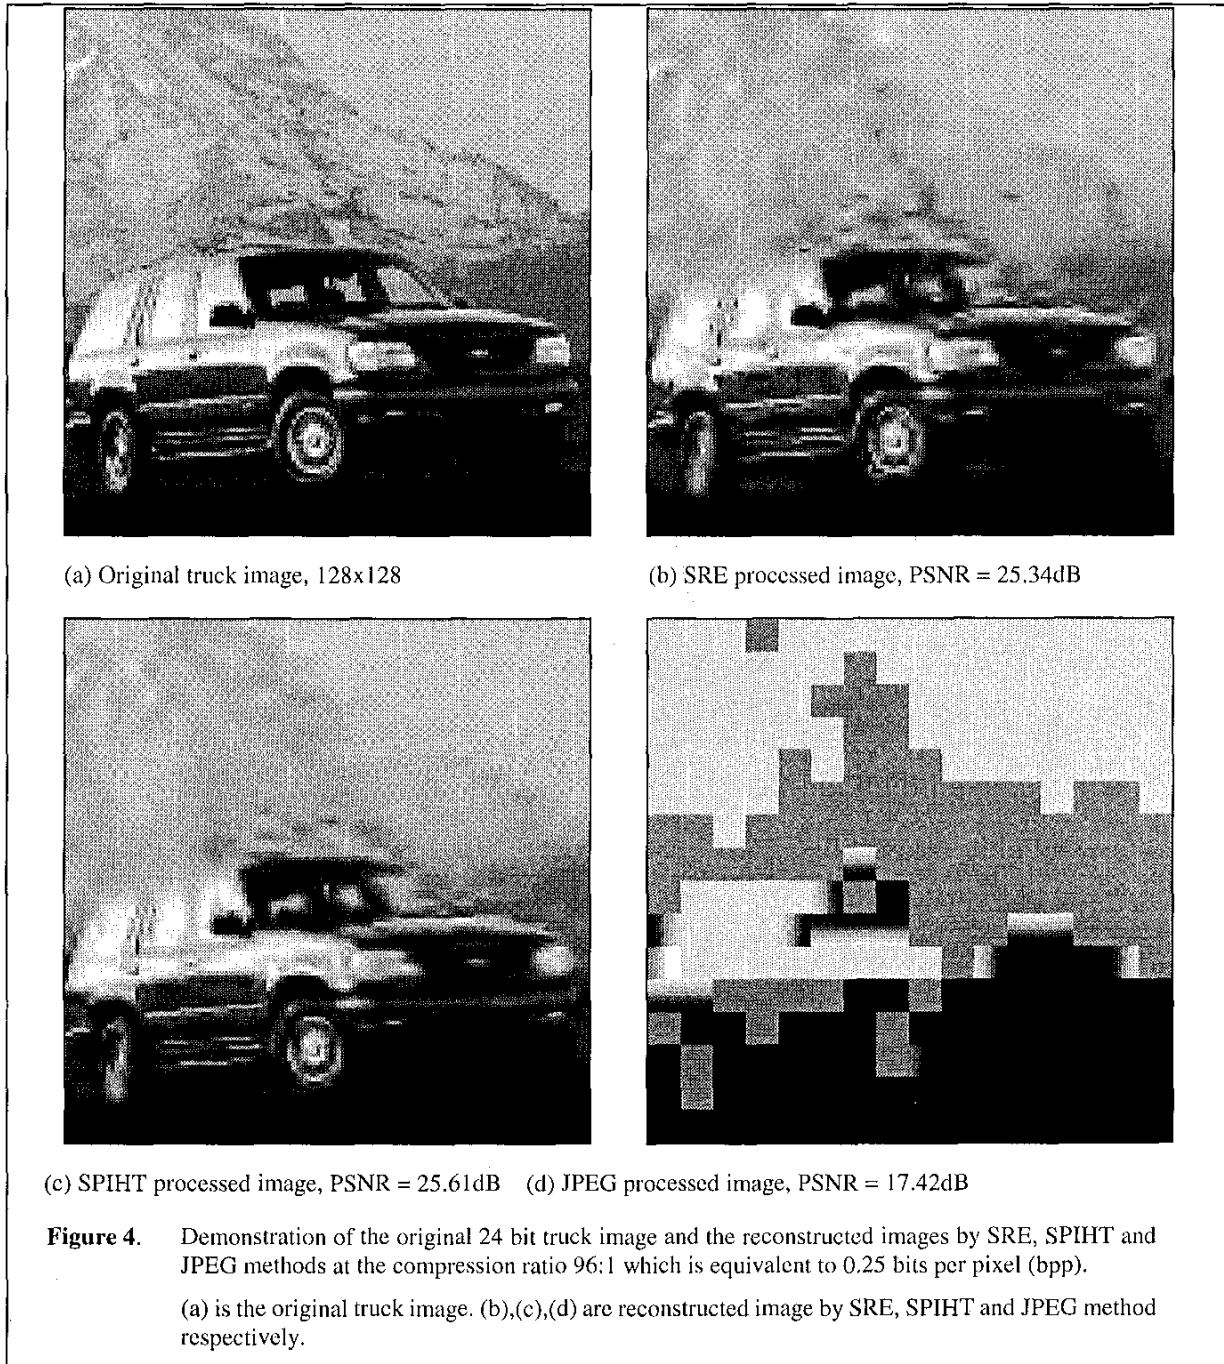 (a) Original truck image, 128x128
(b) SRE processed image, PSNR = 25.34dB
(c) SPIHT processed image, PSNR = 25.61dB
(d) JPEG processed image, PSNR = 17.42dB
Figure 4. Demonstration of the original 24 bit truck image and the reconstructed images by SRE, SPIHT and
JPEG methods at the compression ratio 96:1 which is equivalent to 0.25 bits per pixel (bpp).
(a) is the original truck image. (b),(c),(d) are reconstructed image by SRE, SPIHT and JPEG method
respectively.